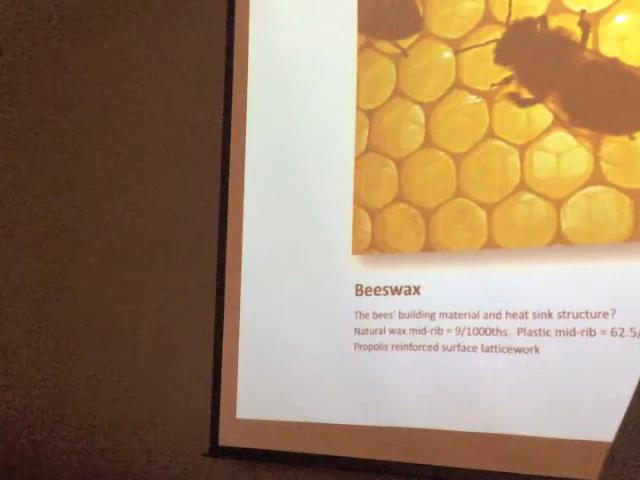 Beeswax
The bees' building material and heat sink structure?
Natural wax mid-rib = 9/1000ths. Plastic mid-rib = 62.5/
Propolis reinforced surface latticework